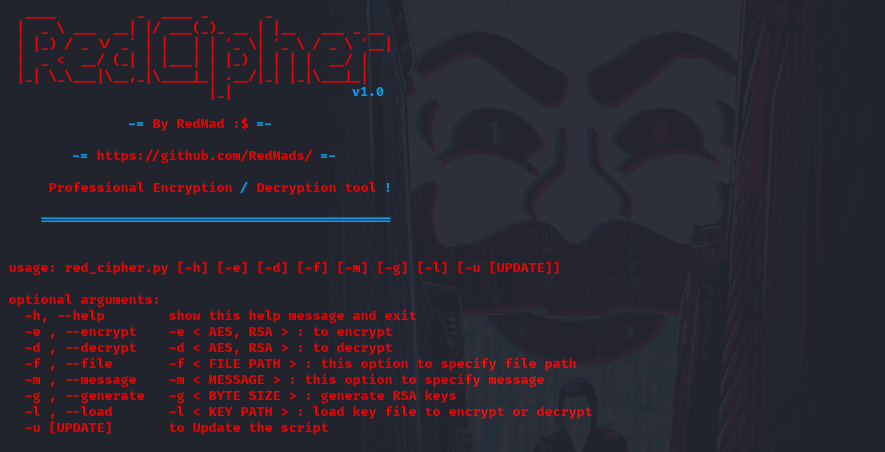 RedCipher
v1.0
-= By RedMad :$ =-
-= https://github.com/RedMads/ =-
Professional Encryption / Decryption tool !
usage: red_cipher.py [-h] [-e] [-d] [-f] [-m] [-g] [-l] [-u [UPDATE]]
optional arguments:
-h, --help show this help message and exit
-e , --encrypt -e < AES, RSA > : to encrypt
-d , --decrypt -d < AES, RSA > : to decrypt
-f , --file -f < FILE PATH > : this option to specify file path
-m , --message -m < MESSAGE > : this option to specify message
-g , --generate -g < BYTE SIZE > : generate RSA keys
-l , --load -l < KEY PATH > : load key file to encrypt or decrypt
-u [UPDATE] to Update the script